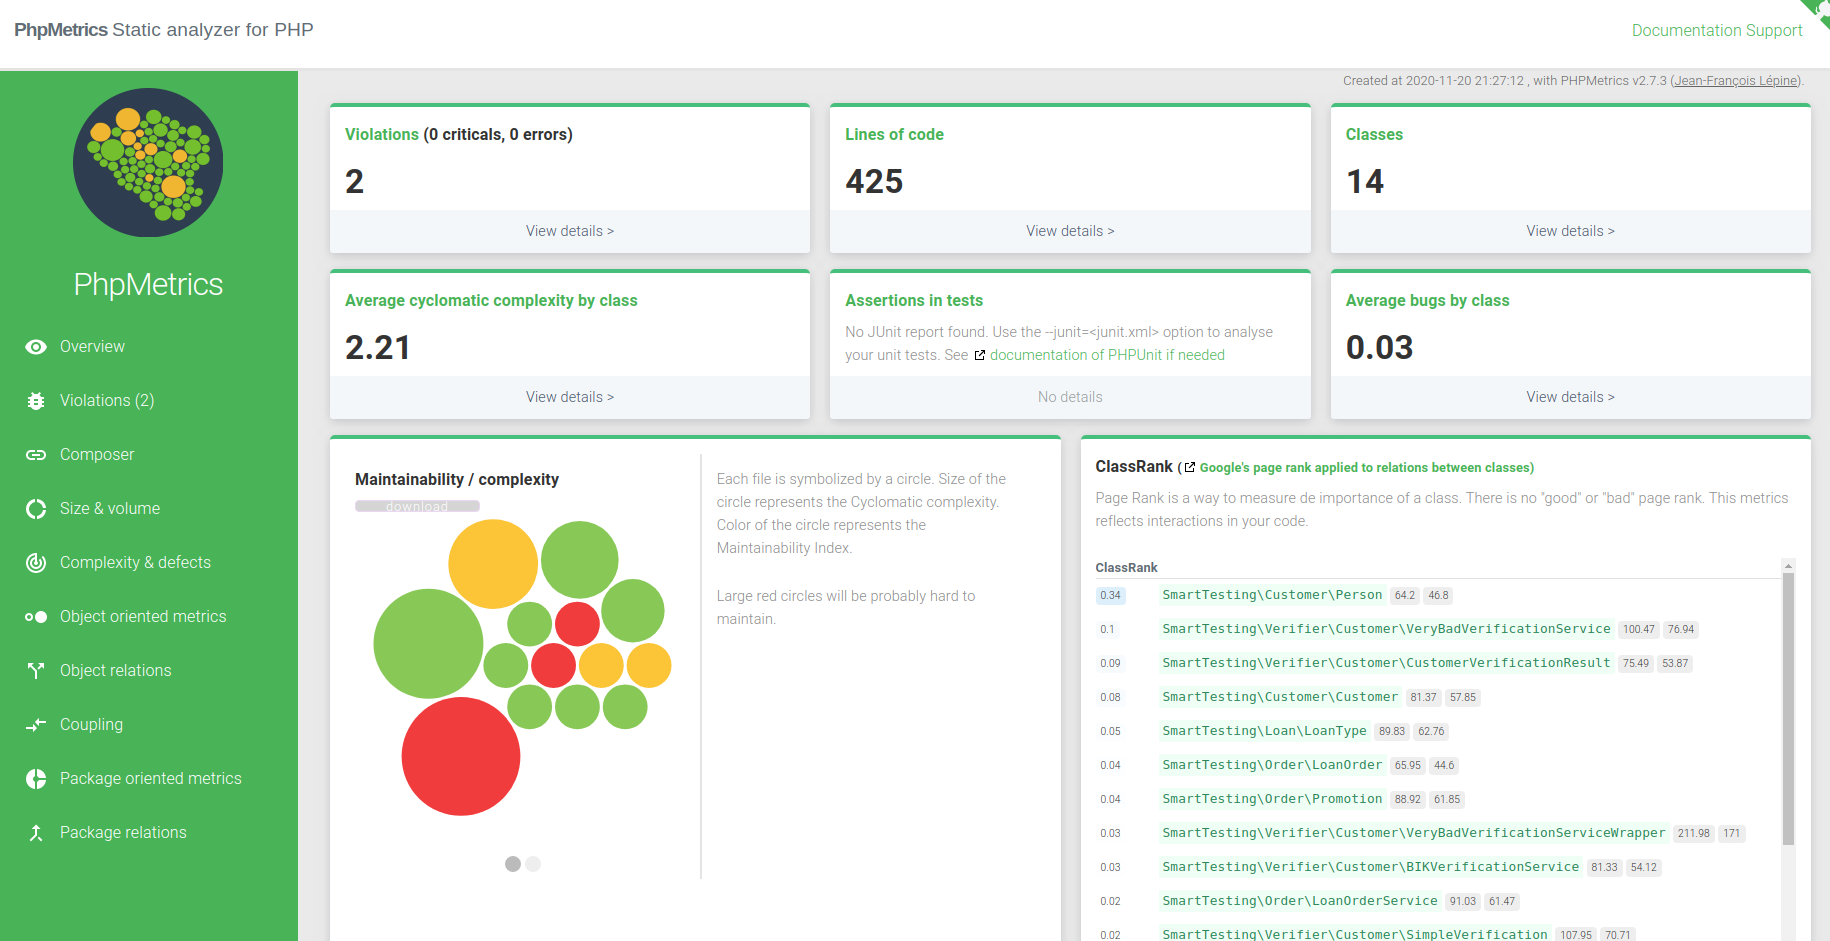 PhpMetrics Static analyzer for PHP
Documentation Support
Created at 2020-11-20 21:27:12 , with PHPMetrics v2.7.3 (Jean-François Lépine).
PhpMetrics
Overview
Violations (2)
Composer
Size & volume
Complexity & defects
Object oriented metrics
Object relations
Coupling
Package oriented metrics
Package relations
Violations (0 criticals, 0 errors)
2
View details >
Lines of code
425
View details >
Classes
14
View details >
Average cyclomatic complexity by class
2.21
View details >
Assertions in tests
No JUnit report found. Use the --junit=<junit.xml> option to analyse
your unit tests. See documentation of PHPUnit if needed
No details
Average bugs by class
0.03
View details >
Maintainability / complexity
download
Each file is symbolized by a circle. Size of the
circle represents the Cyclomatic complexity.
Color of the circle represents the
Maintainability Index.
Large red circles will be probably hard to
maintain.
ClassRank (Google's page rank applied to relations between classes)
Page Rank is a way to measure de importance of a class. There is no "good" or "bad" page rank. This metrics
reflects interactions in your code.
ClassRank
0.34 SmartTesting\Customer\Person 64.2 46.8
0.1 SmartTesting\Verifier\Customer\VeryBadVerificationService 100.47 76.94
0.09 SmartTesting\Verifier\Customer\CustomerVerificationResult 75.49 53.87
0.08 SmartTesting\Customer\Customer 81.37 57.85
0.05 SmartTesting\Loan\LoanType 89.83 62.76
0.04 SmartTesting\Order\LoanOrder 65.95 44.6
0.04 SmartTesting\Order\Promotion 88.92 61.85
0.03 SmartTesting\Verifier\Customer\VeryBadVerificationServiceWrapper 211.98 171
0.03 SmartTesting\Verifier\Customer\BIKVerificationService 81.33 54.12
0.02 SmartTesting\Order\LoanOrderService 91.03 61.47
0.02 SmartTesting\Verifier\Customer\SimpleVerification 107.95 70.71